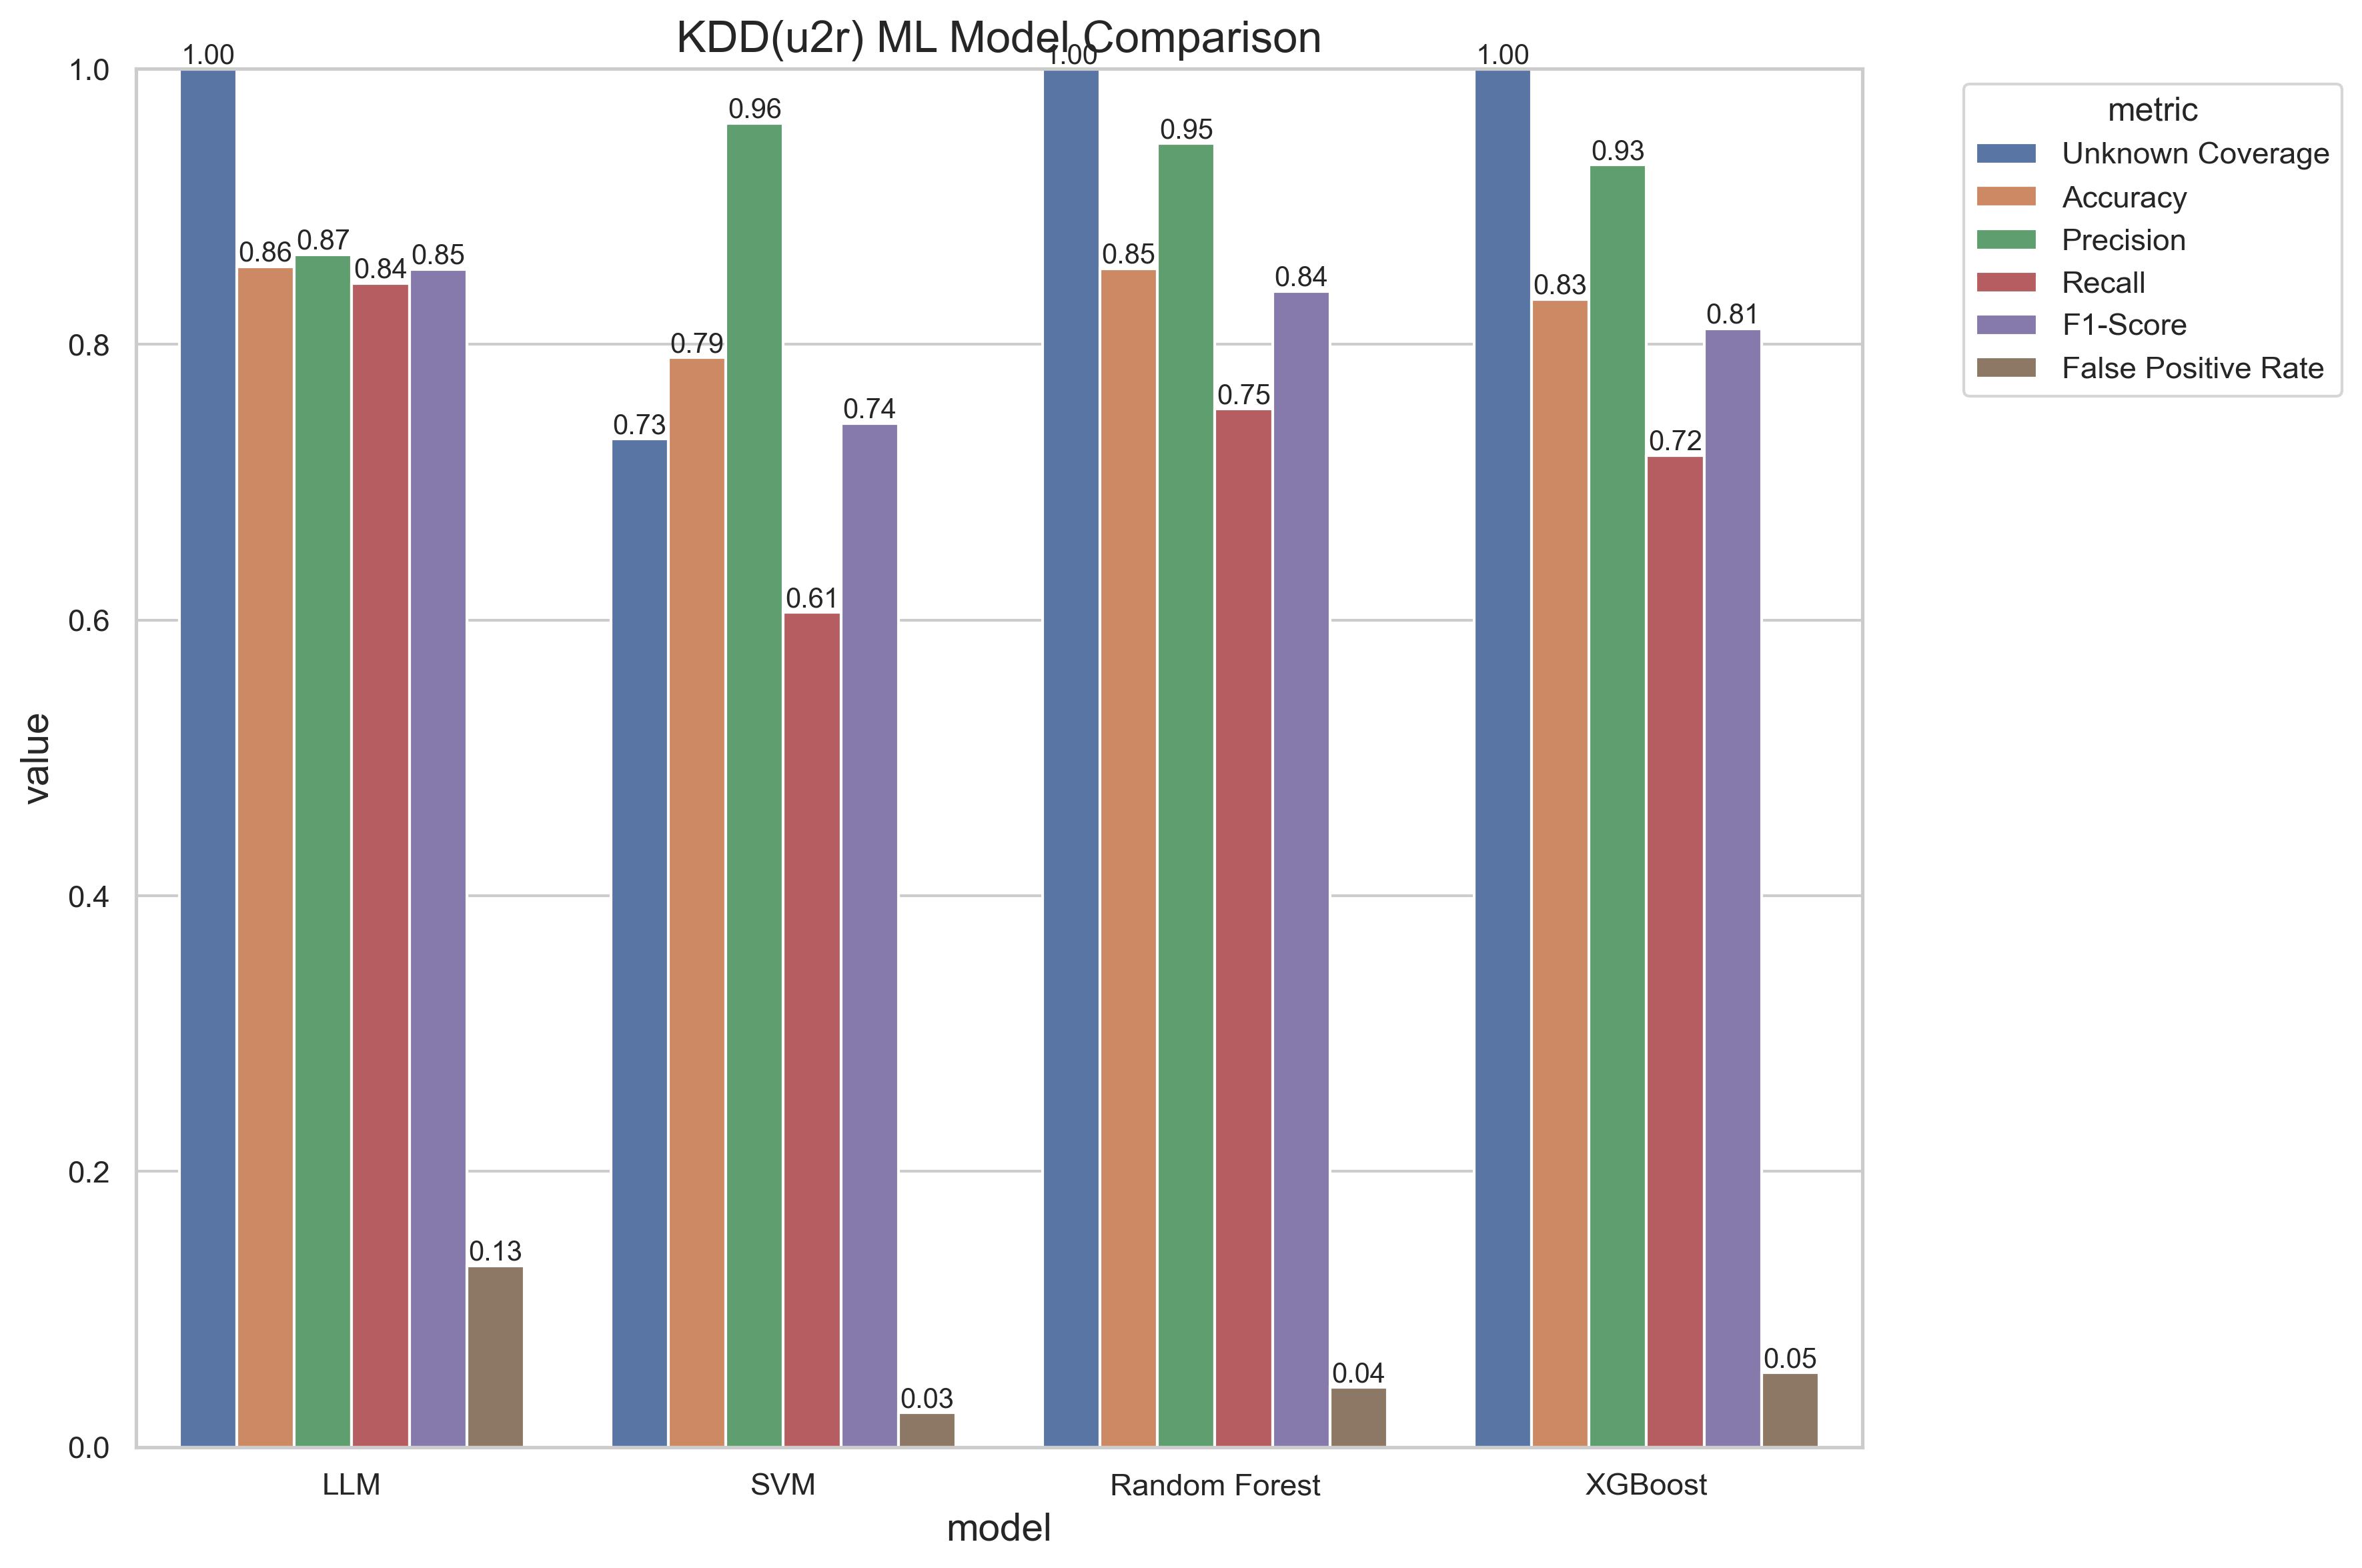 KDD(u2r) ML Model Comparison
1.00
1.00
1.00
1.0
0.96
0.95
0.93
0.86
0.87
0.84
0.85
0.85
0.84
0.83
0.81
0.8
0.79
0.73
0.74
0.75
0.72
0.61
0.6
value
0.4
0.2
0.13
0.03
0.04
0.05
0.0
LLM
SVM
Random Forest
XGBoost
model
metric
Unknown Coverage
Accuracy
Precision
Recall
F1-Score
False Positive Rate